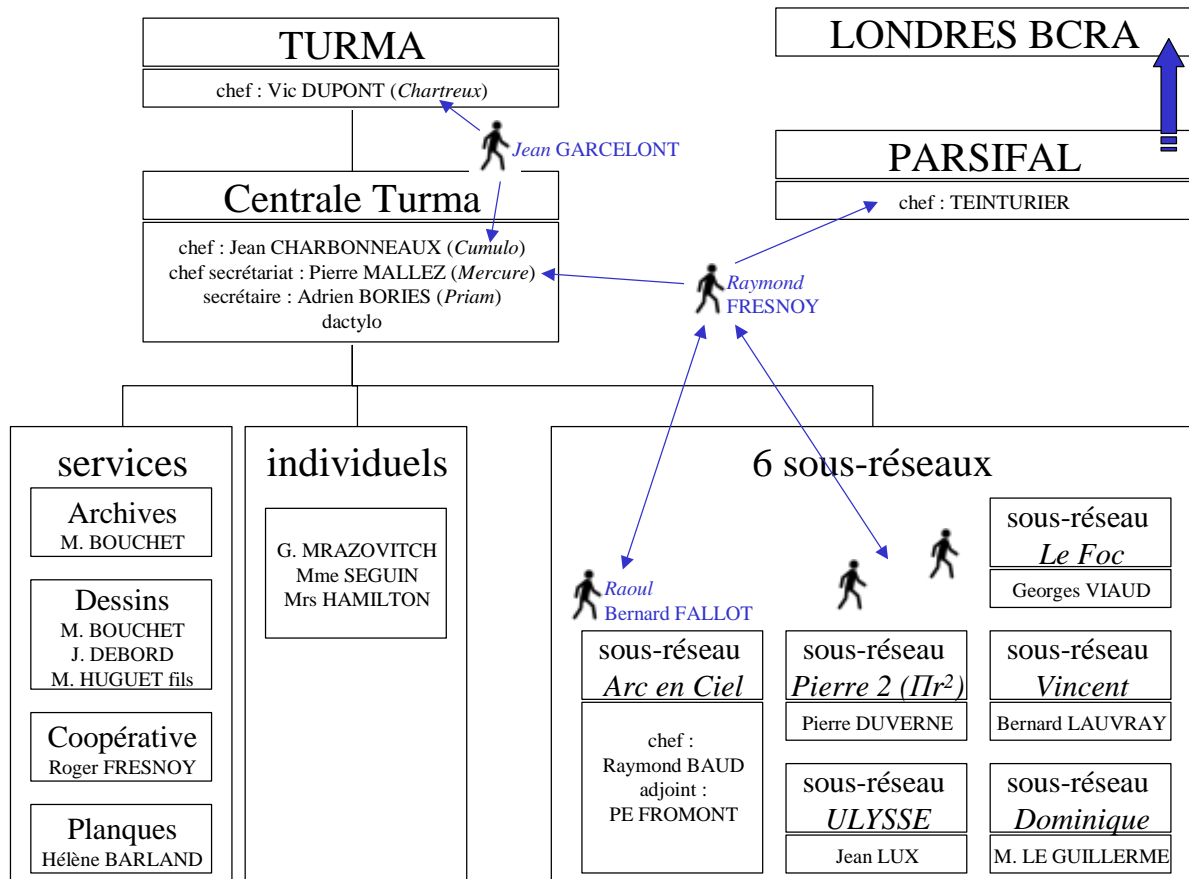 TURMA
chef : Vic DUPONT (Chartreux)
LONDRES BCRA
Jean GARCELONT
PARSIFAL
chef : TEINTURIER
Centrale Turma
chef : Jean CHARBONNEAUX (Cumulo)
chef secrétariat : Pierre MALLEZ (Mercure)
secrétaire : Adrien BORIES (Priam)
dactylo
Raymond
FRESNOY
services
Archives
M. BOUCHET
Dessins
M. BOUCHET
J. DEBORD
M. HUGUET fils
Coopérative
Roger FRESNOY
Planques
Hélène BARLAND
individuels
G. MRAZOVITCH
Mme SEGUIN
Mrs HAMILTON
6 sous-réseaux
Raoul
Bernard FALLOT
sous-réseau
Arc en Ciel
chef :
Raymond BAUD
adjoint :
PE FROMONT
sous-réseau
Pierre 2 (Πr²)
Pierre DUVERNE
sous-réseau
ULYSSE
Jean LUX
sous-réseau
Le Foc
Georges VIAUD
sous-réseau
Vincent
Bernard LAUVRAY
sous-réseau
Dominique
M. LE GUILLERME